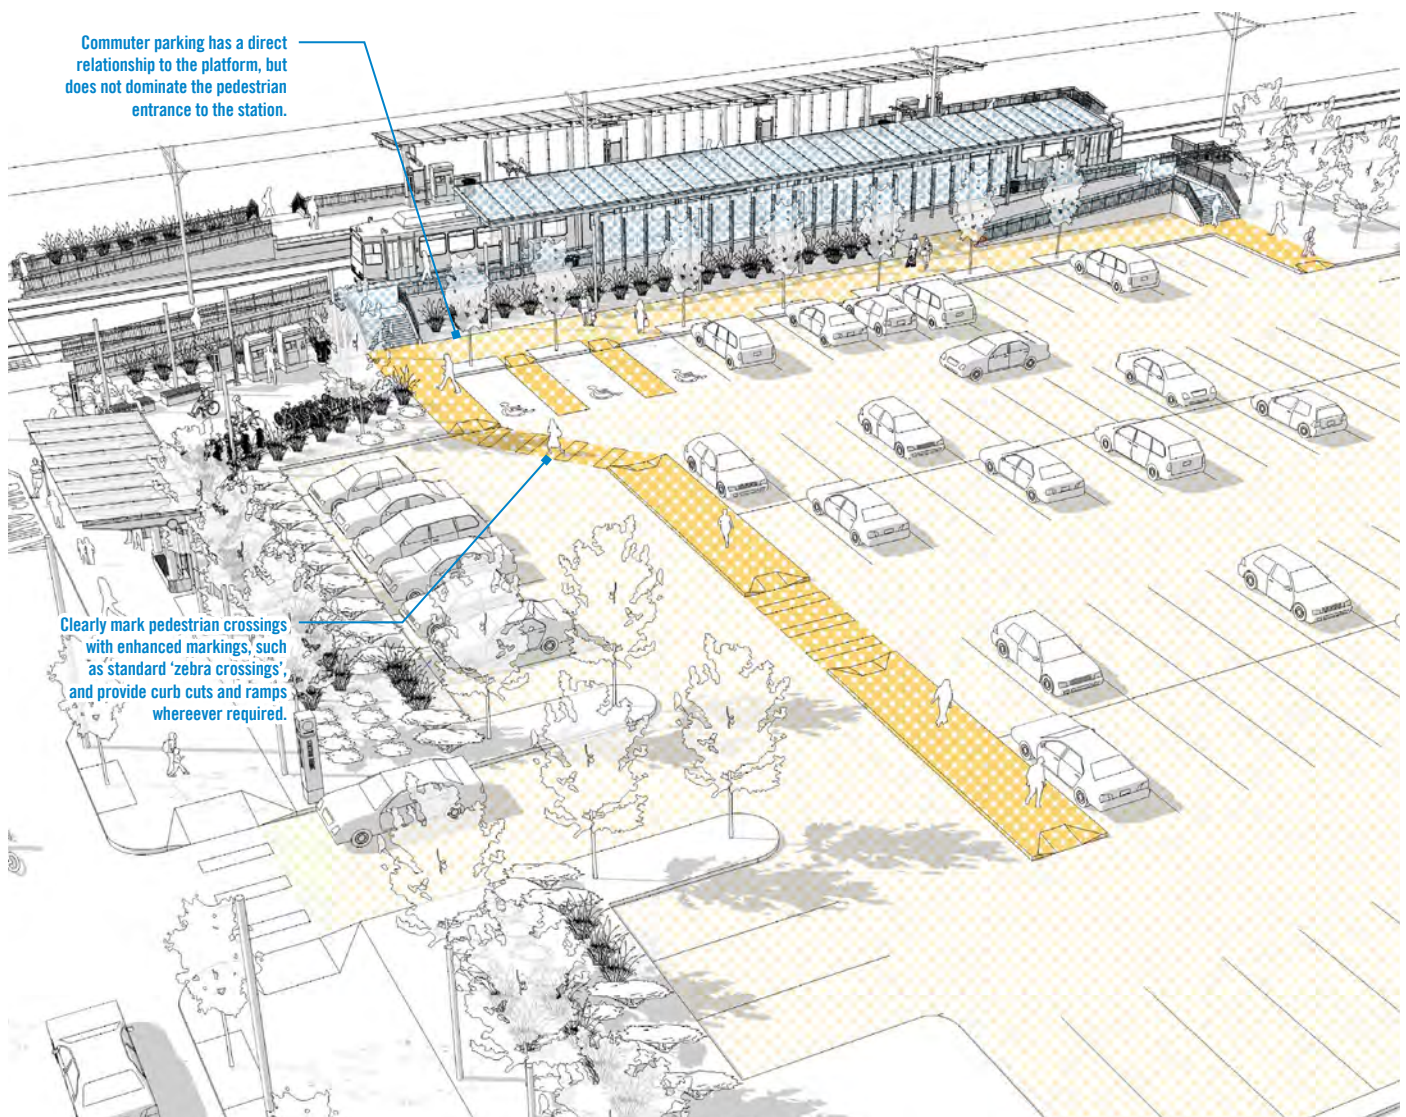 Commuter parking has a direct
relationship to the platform, but
does not dominate the pedestrian
entrance to the station.
Clearly mark pedestrian crossings
with enhanced markings, such
as standard ‘zebra crossings’,
and provide curb cuts and ramps
whereever required.